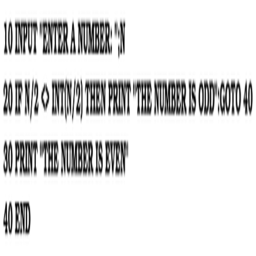 10 INPUT "ENTER A NUMBER: ";N
20 IF N/2 <> INT(N/2) THEN PRINT "THE NUMBER IS ODD":GOTO 40
30 PRINT "THE NUMBER IS EVEN"
40 END